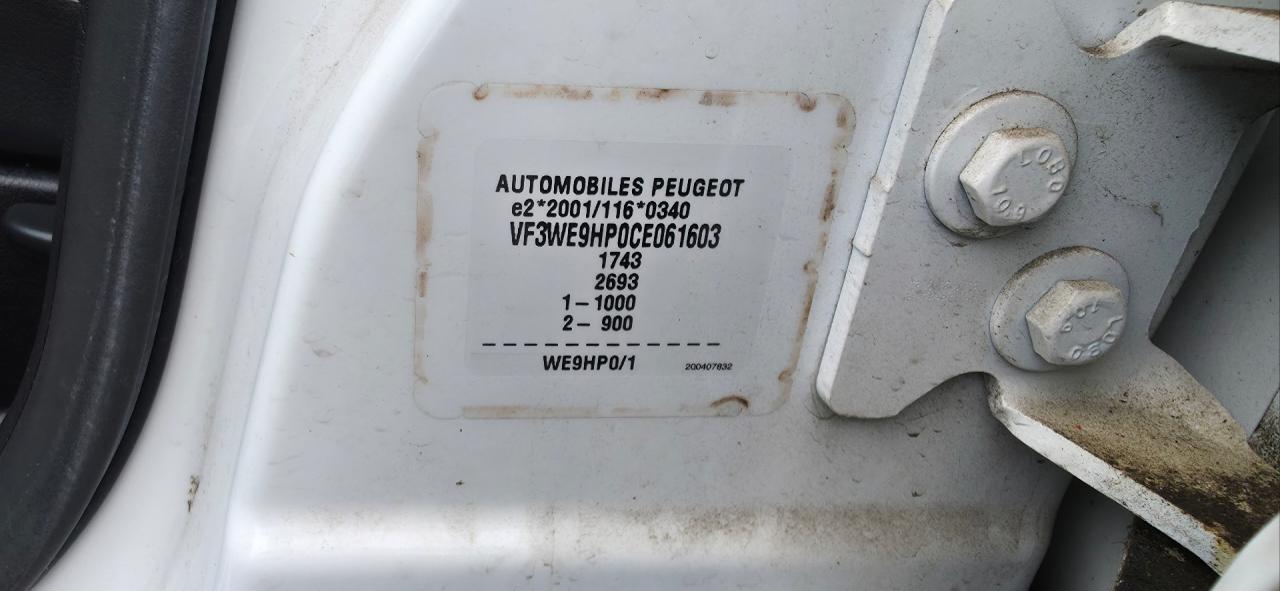 AUTOMOBILES PEUGEOT
e2*2001/116*0340
VF3WE9HP0CE061603
1743
2693
1- 1000
2- 900
WE9HP0/1
200407832